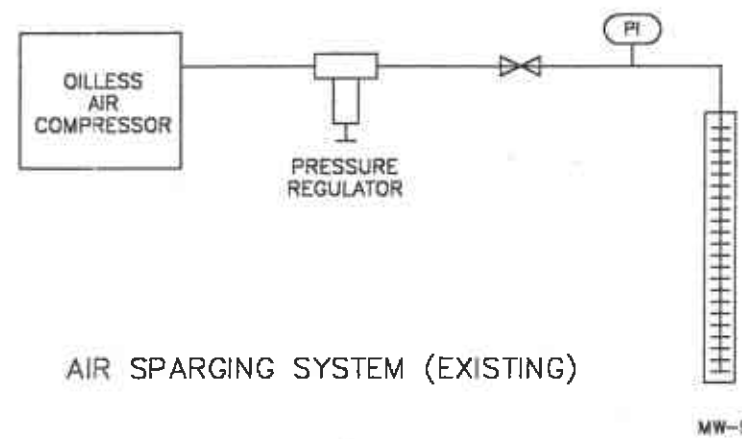 PI
OILLESS
AIR
COMPRESSOR
PRESSURE
REGULATOR
AIR SPARGING SYSTEM (EXISTING)